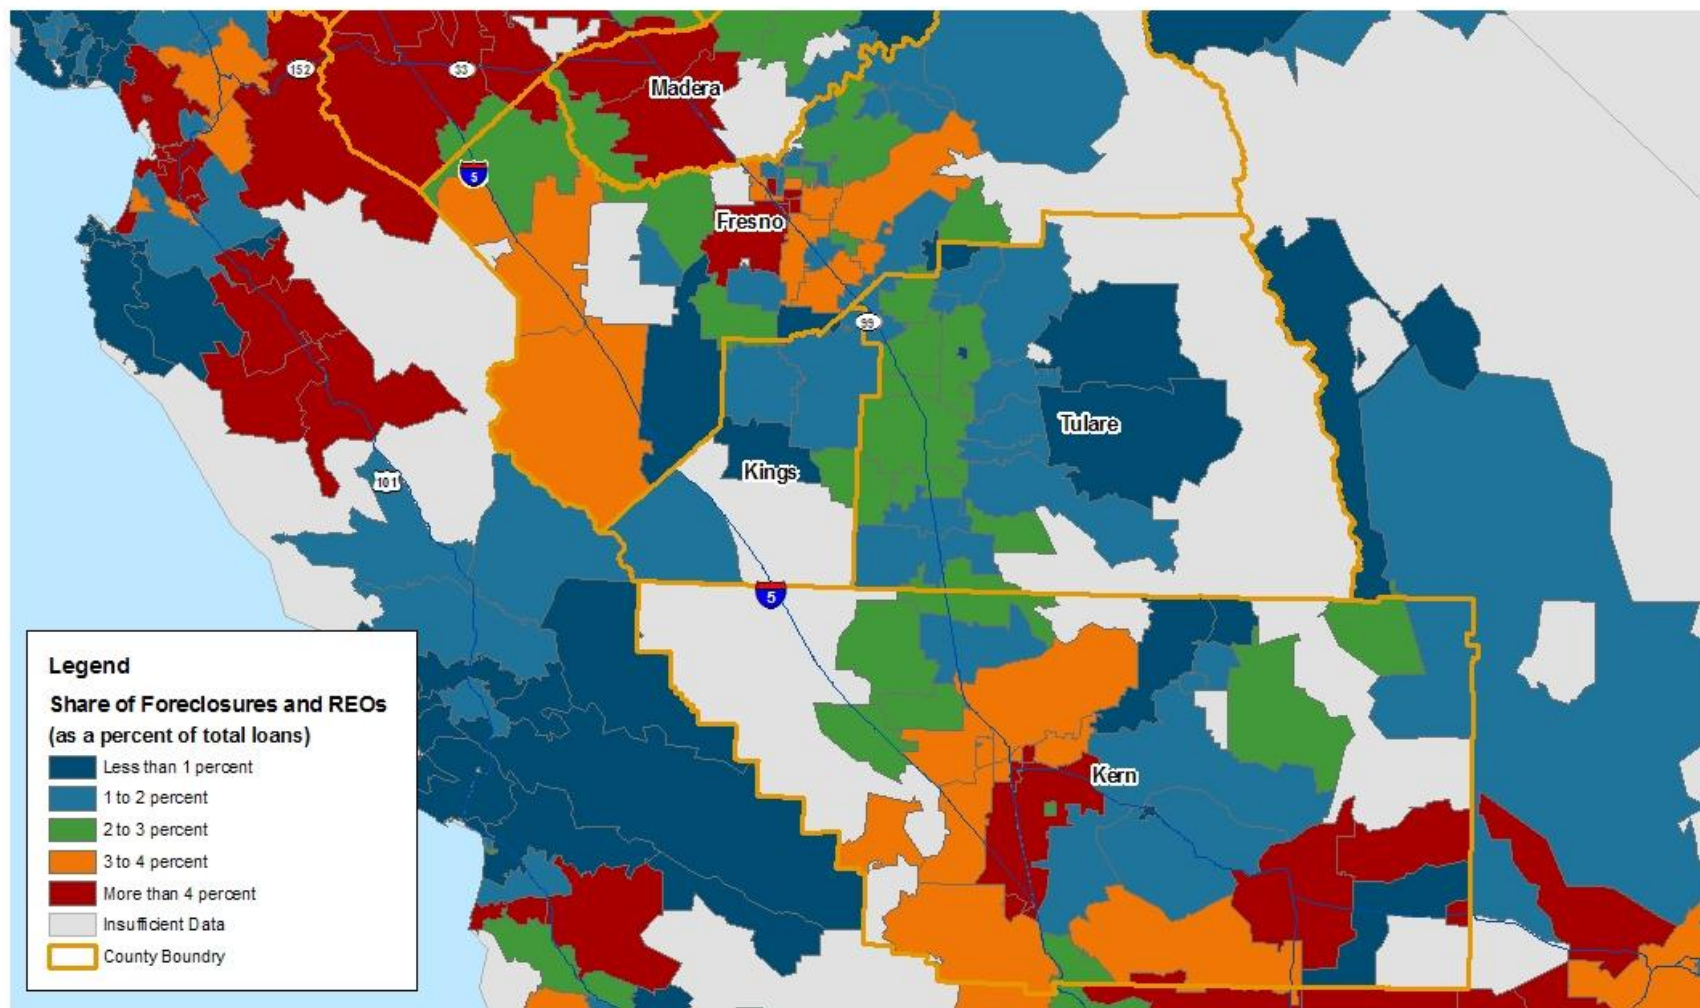 152
33
Madera
5
Fresno
99
Tulare
Kings
101
5
Kern
Legend
Share of Foreclosures and REOs
(as a percent of total loans)
Less than 1 percent
1 to 2 percent
2 to 3 percent
3 to 4 percent
More than 4 percent
Insufficient Data
County Boundry